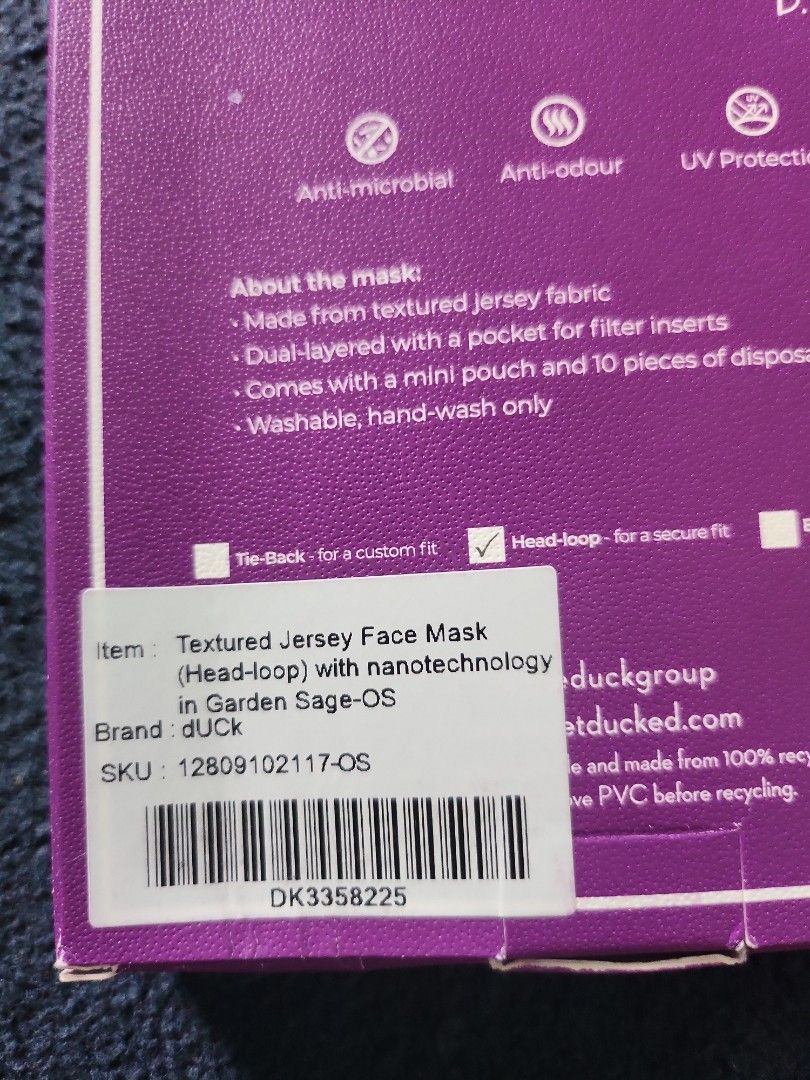 D.
UV
Anti-microbial
Anti-odour
UV Protectio
About the mask:
• Made from textured jersey fabric
• Dual-layered with a pocket for filter inserts
• Comes with a mini pouch and 10 pieces of disposa
• Washable, hand-wash only
Tie-Back - for a custom fit
Head-loop - for a secure fit
Item : Textured Jersey Face Mask
(Head-loop) with nanotechnology
in Garden Sage-OS
Brand : dUCk
SKU : 12809102117-OS
DK3358225
educkgroup
etducked.com
e and made from 100% recy
ve PVC before recycling.